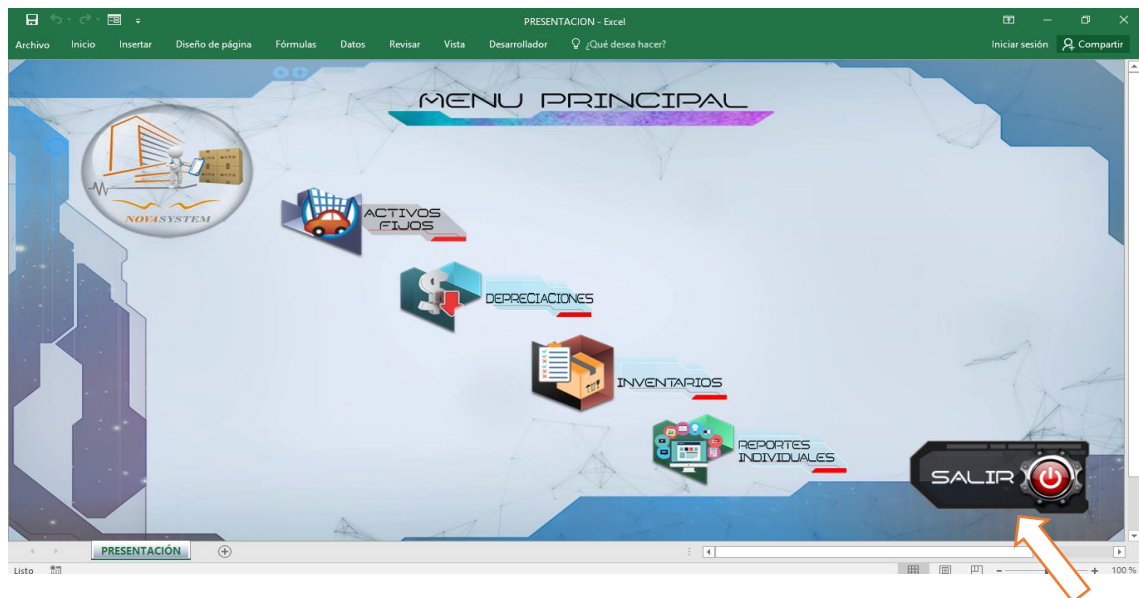 PRESENTACION - Excel
Archivo Inicio Insertar Diseño de página Fórmulas Datos Revisar Vista Desarrollador ¿Qué desea hacer? Iniciar sesión Compartir
MENU PRINCIPAL
NOVASYSTEM
ACTIVOS
FIJOS
DEPRECIACIONES
INVENTARIOS
REPORTES
INDIVIDUALES
SALIR
PRESENTACIÓN
Listo 100 %